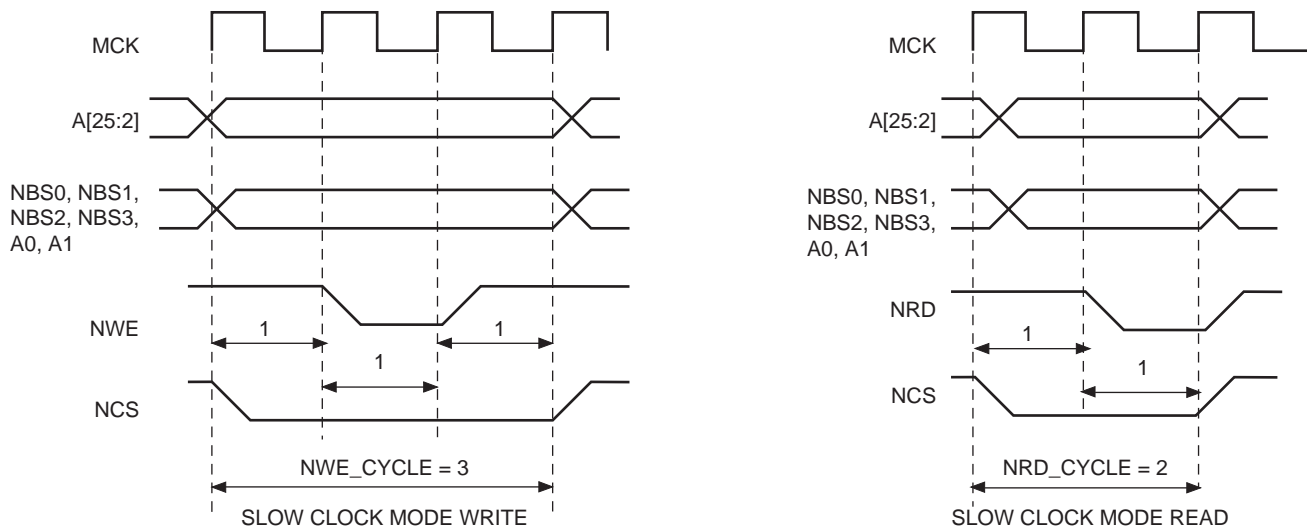 MCK
A[25:2]
NBS0, NBS1,
NBS2, NBS3,
A0, A1
NWE
1
1
1
NCS
NWE_CYCLE = 3
SLOW CLOCK MODE WRITE
MCK
A[25:2]
NBS0, NBS1,
NBS2, NBS3,
A0, A1
NRD
1
1
NCS
NRD_CYCLE = 2
SLOW CLOCK MODE READ